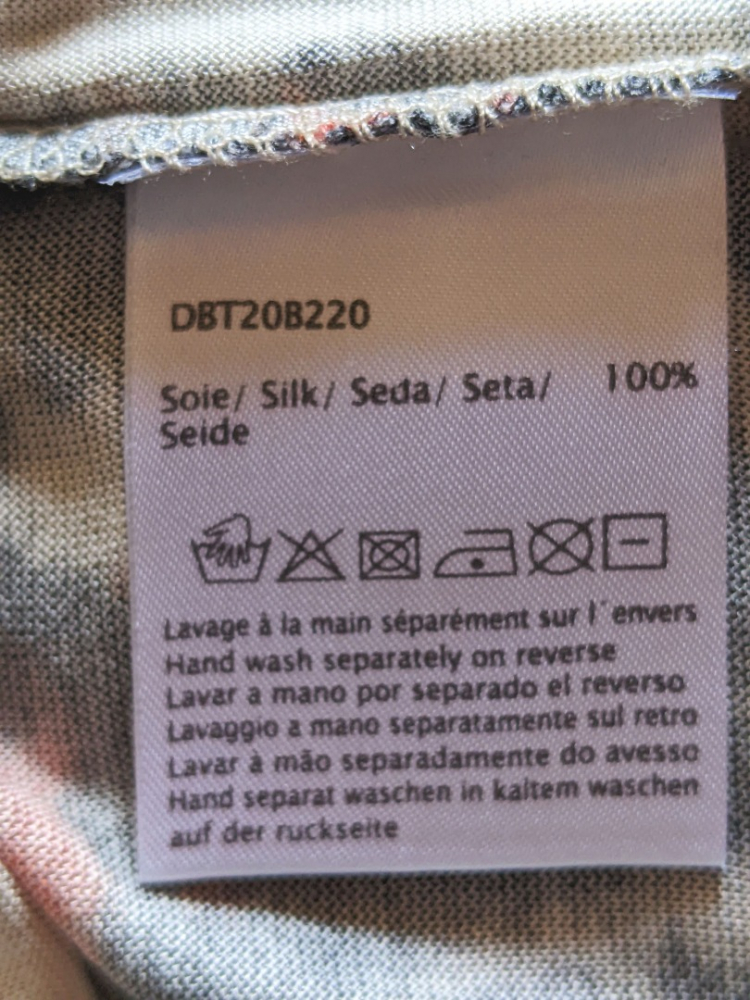 DBT20B220
Soie/ Silk/ Seda/ Seta/ 100%
Seide
Lavage à la main séparément sur l´envers
Hand wash separately on reverse
Lavar a mano por separado el reverso
Lavaggio a mano separatamente sul retro
Lavar à mão separadamente do avesso
Hand separat waschen in kaltem waschen
auf der ruckseite